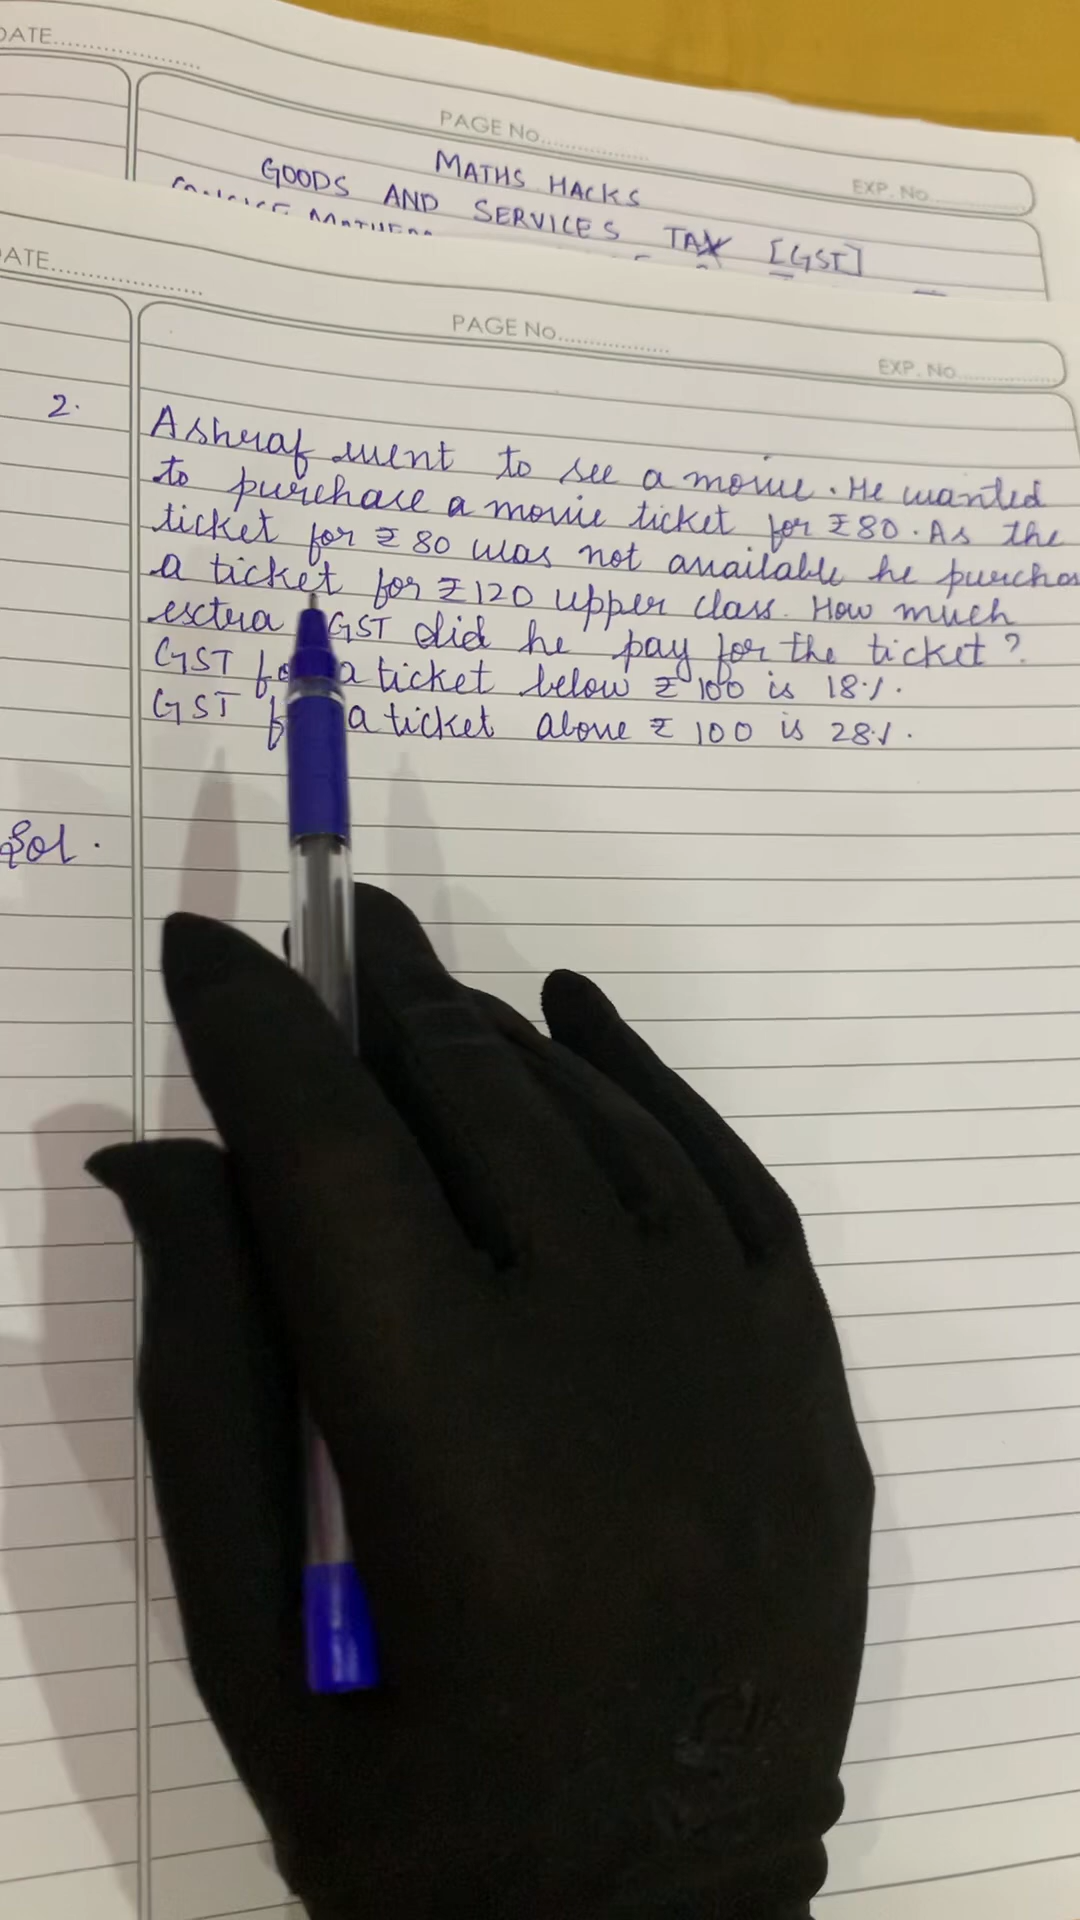 DATE
PAGE No.
EXP. No.
MATHS HACKS
GOODS AND SERVICES TAX [GST]
DATE
PAGE No.
EXP. No.
2. Ashraf went to see a movie. He wanted
to purchase a movie ticket for ₹80. As the
ticket for ₹80 was not available he purcha
a ticket for ₹120 upper class. How much
extra GST did he pay for the ticket?
GST fo a ticket below ₹100 is 18%.
GST f a ticket above ₹100 is 28%.
Sol.